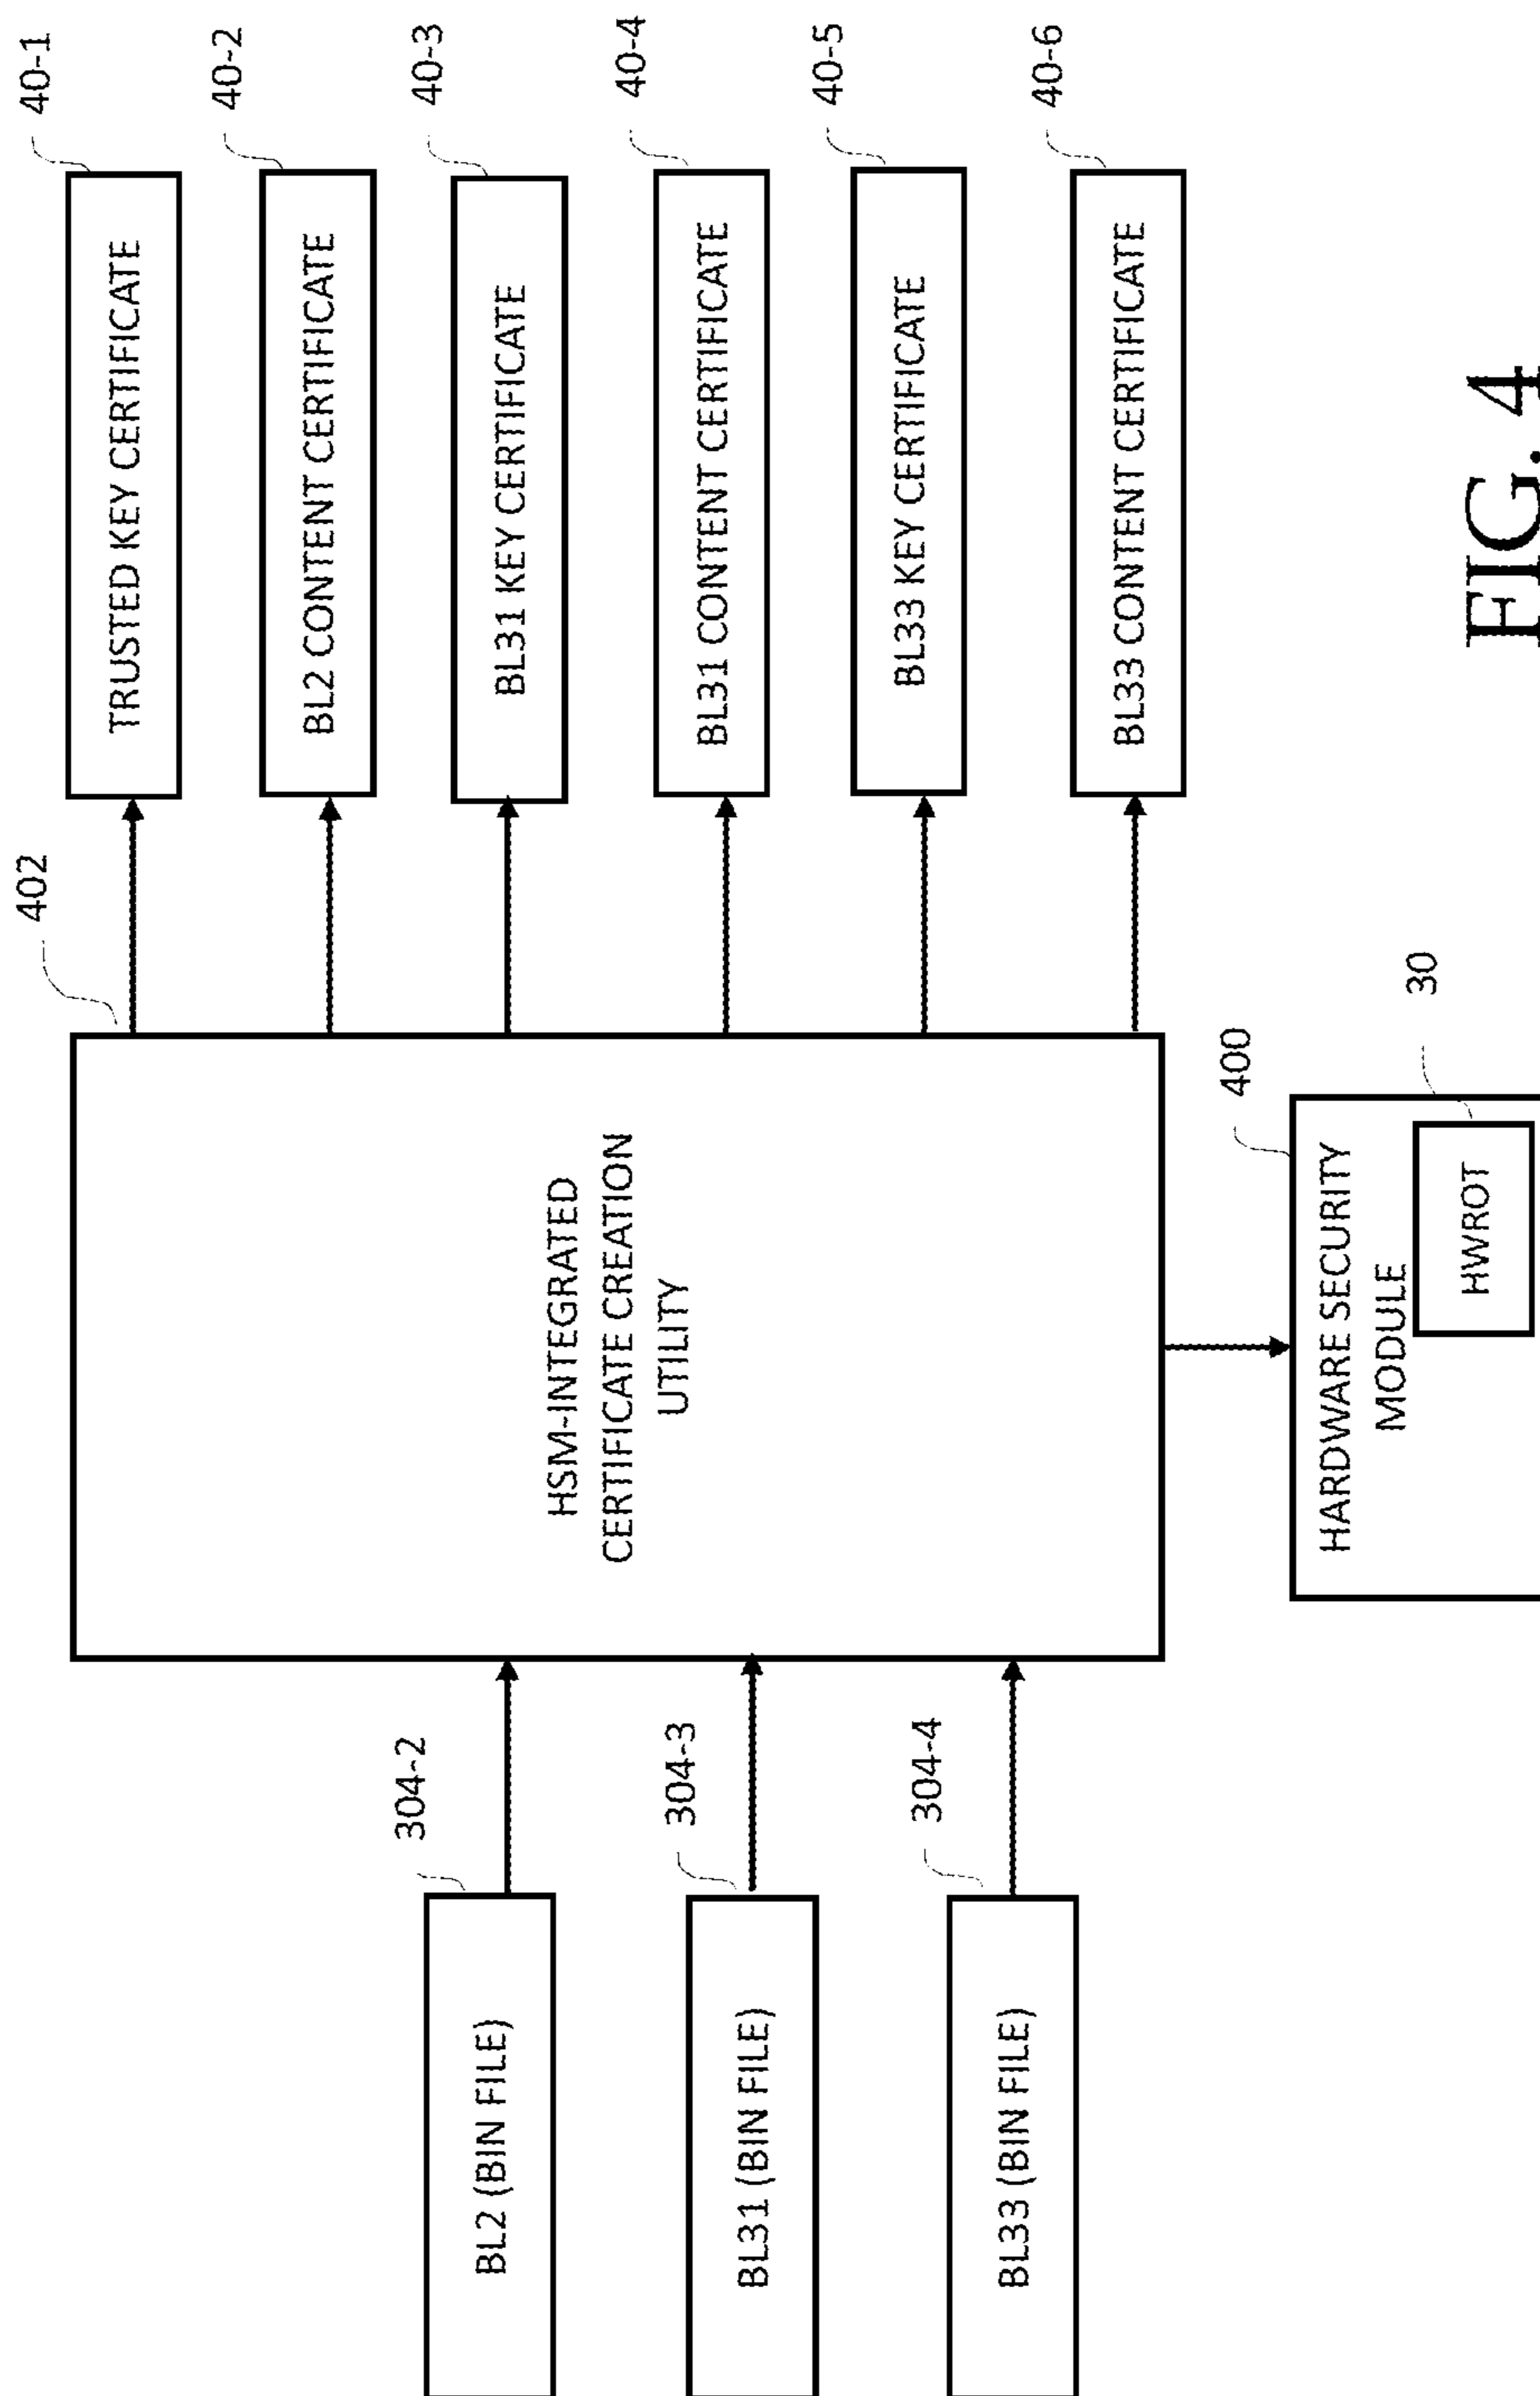 402
40-1
TRUSTED KEY CERTIFICATE
40-2
BL2 CONTENT CERTIFICATE
304-2
BL2 (BIN FILE)
40-3
BL31 KEY CERTIFICATE
HSM-INTEGRATED
CERTIFICATE CREATION
UTILITY
304-3
BL31 (BIN FILE)
40-4
BL31 CONTENT CERTIFICATE
40-5
BL33 KEY CERTIFICATE
304-4
BL33 (BIN FILE)
40-6
BL33 CONTENT CERTIFICATE
400
HARDWARE SECURITY
MODULE
30
HWROT
FIG. 4